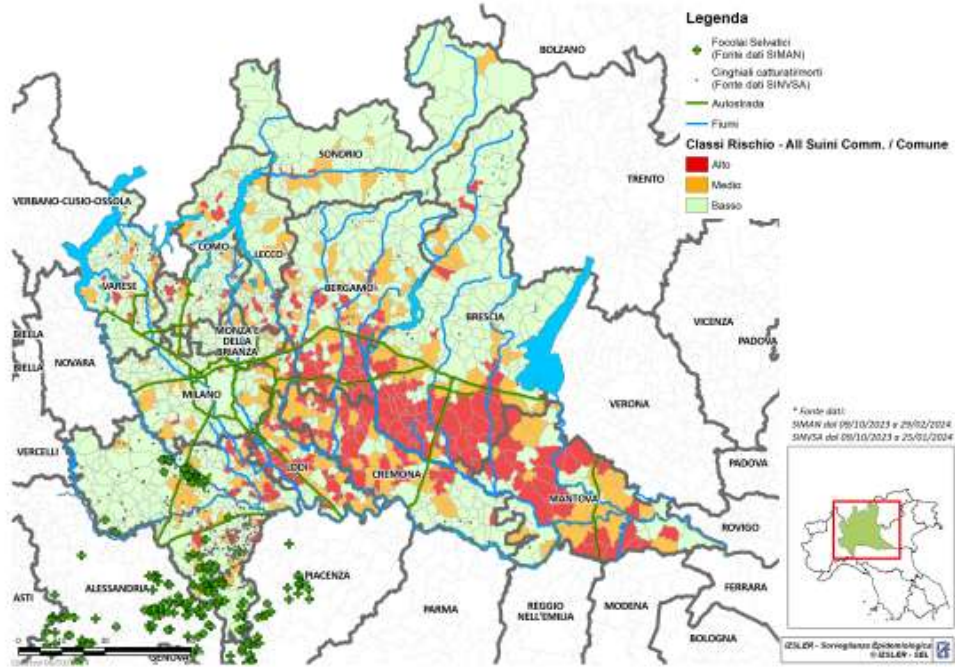 Legenda
Focolai Selvatici
(Fonte dati SIMAN)
Cinghiali catturati/morti
(Fonte dati SINVSA)
Autostrada
Fiumi
Classi Rischio - All Suini Comm. / Comune
Alto
Medio
Basso
BOLZANO
SONDRIO
TRENTO
VERBANO-CUSIO-OSSOLA
COMO
LECCO
VARESE
BERGAMO
BRESCIA
VICENZA
BIELLA
NOVARA
MONZA E
DELLA
BRIANZA
PADOVA
BIELLA
MILANO
VERONA
* Fonte dati:
SIMAN dal 09/10/2023 a 29/02/2024
SINVSA dal 09/10/2023 a 25/01/2024
VERCELLI
LODI
CREMONA
PADOVA
MANTOVA
ROVIGO
ALESSANDRIA
PIACENZA
ASTI
PARMA
REGGIO
NELL'EMILIA
MODENA
FERRARA
BOLOGNA
GENOVA
IZSLER - Sorveglianza Epidemiologica
© IZSLER - SEL